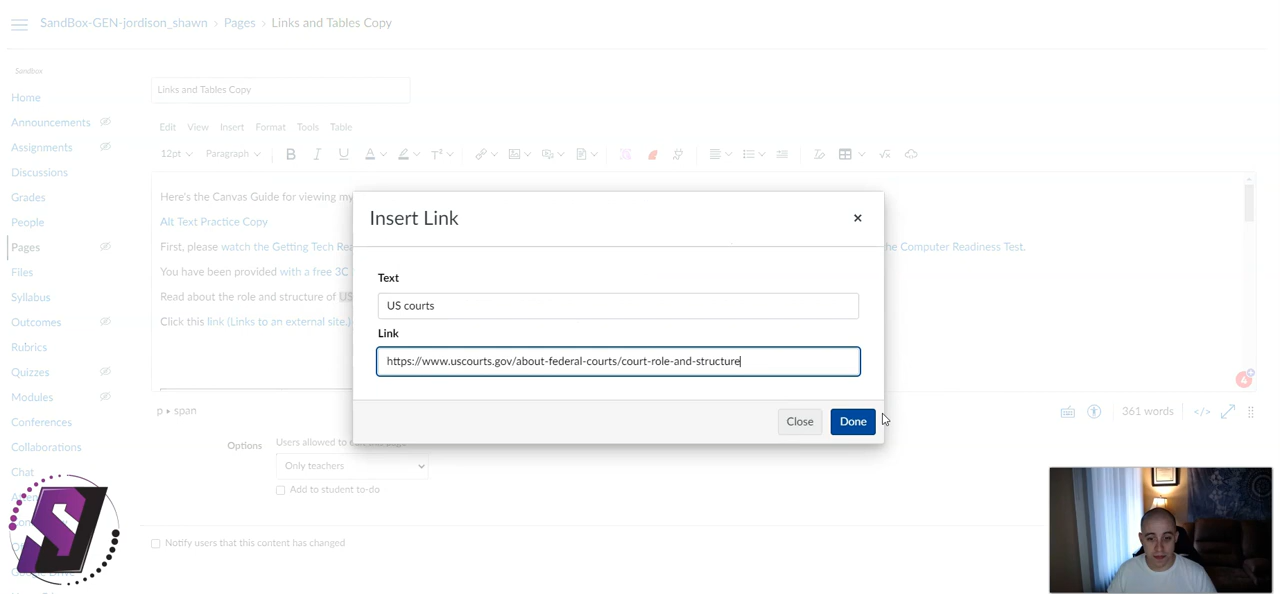 SandBox-GEN-jordison_shawn > Pages > Links and Tables Copy
Sandbox
Home
Announcements
Assignments
Discussions
Grades
People
Pages
Files
Syllabus
Outcomes
Rubrics
Quizzes
Modules
Conferences
Collaborations
Chat
Links and Tables Copy
Edit View Insert Format Tools Table
12pt Paragraph
Here's the Canvas Guide for viewing my
Alt Text Practice Copy
First, please watch the Getting Tech Rea
the Computer Readiness Test.
You have been provided with a free 3C
Read about the role and structure of US
Click this link (Links to an external site.)
Insert Link
Text
US courts
Link
https://www.uscourts.gov/about-federal-courts/court-role-and-structure
Close Done
4
p ▸ span
361 words </>
Options
Users allowed to
Only teachers
Add to student to-do
Notify users that this content has changed
SJ